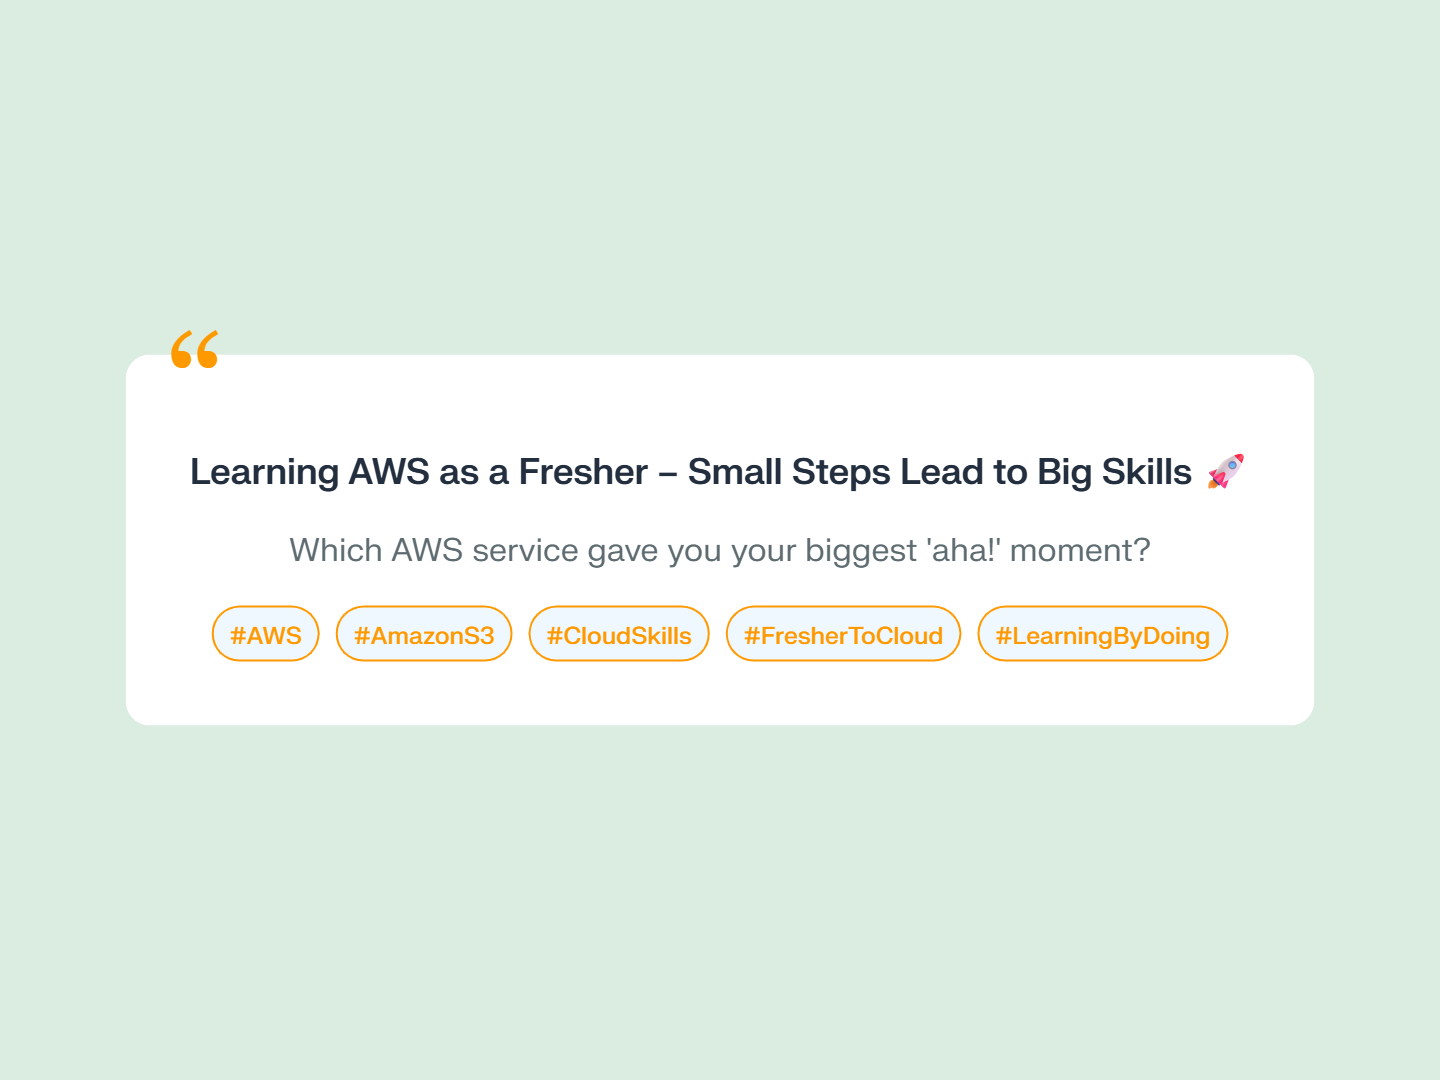 “
Learning AWS as a Fresher – Small Steps Lead to Big Skills 🚀
Which AWS service gave you your biggest 'aha!' moment?
#AWS #AmazonS3 #CloudSkills #FresherToCloud #LearningByDoing